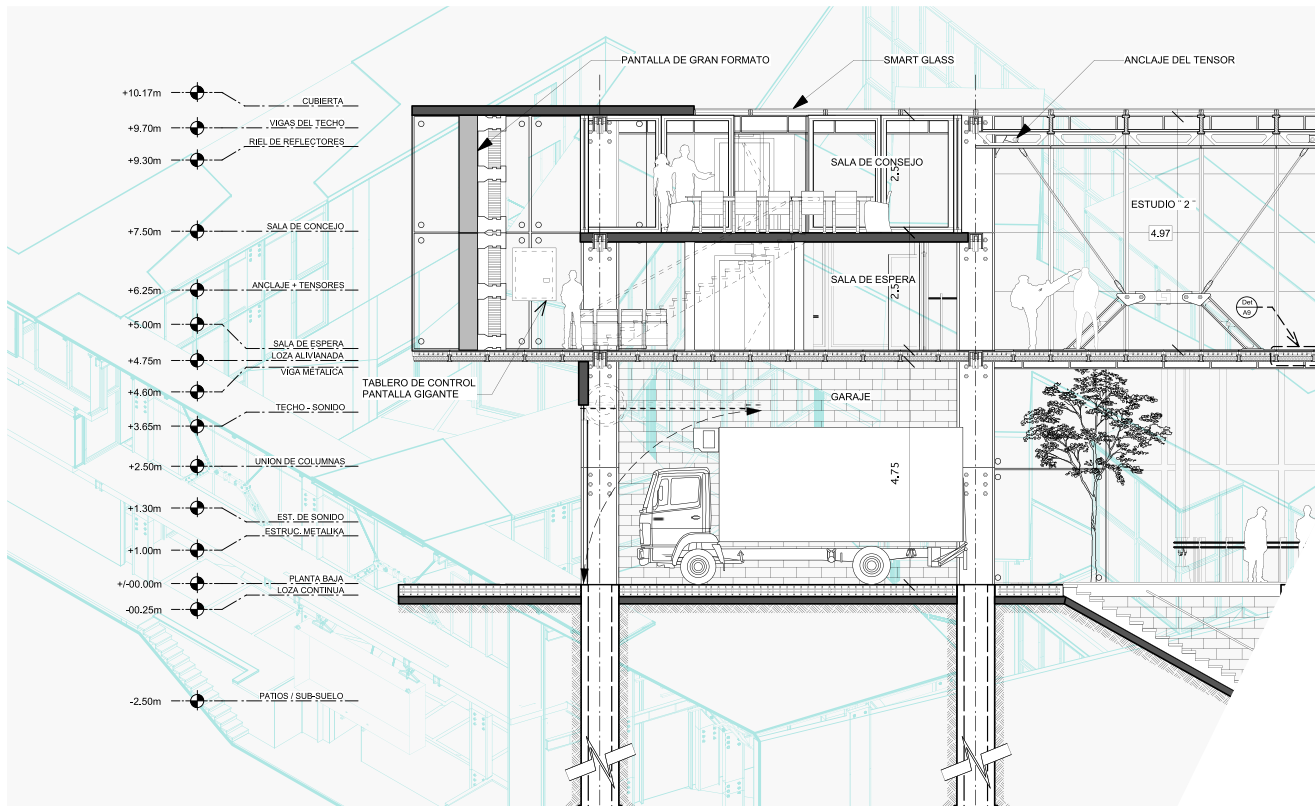 PANTALLA DE GRAN FORMATO
SMART GLASS
ANCLAJE DEL TENSOR
+10.17m
CUBIERTA
+9.70m
VIGAS DEL TECHO
+9.30m
RIEL DE REFLECTORES
SALA DE CONSEJO
2.5
ESTUDIO " 2 "
4.97
+7.50m
SALA DE CONCEJO
+6.25m
ANCLAJE + TENSORES
SALA DE ESPERA
2.5
Det
A9
+5.00m
SALA DE ESPERA
+4.75m
LOZA ALIVIANADA
VIGA METALICA
+4.60m
TABLERO DE CONTROL
PANTALLA GIGANTE
GARAJE
TECHO - SONIDO
+3.65m
+2.50m
UNION DE COLUMNAS
4.75
+1.30m
EST. DE SONIDO
ESTRUC. METALIKA
+1.00m
+/-00.00m
PLANTA BAJA
LOZA CONTINUA
-00.25m
-2.50m
PATIOS / SUB-SUELO